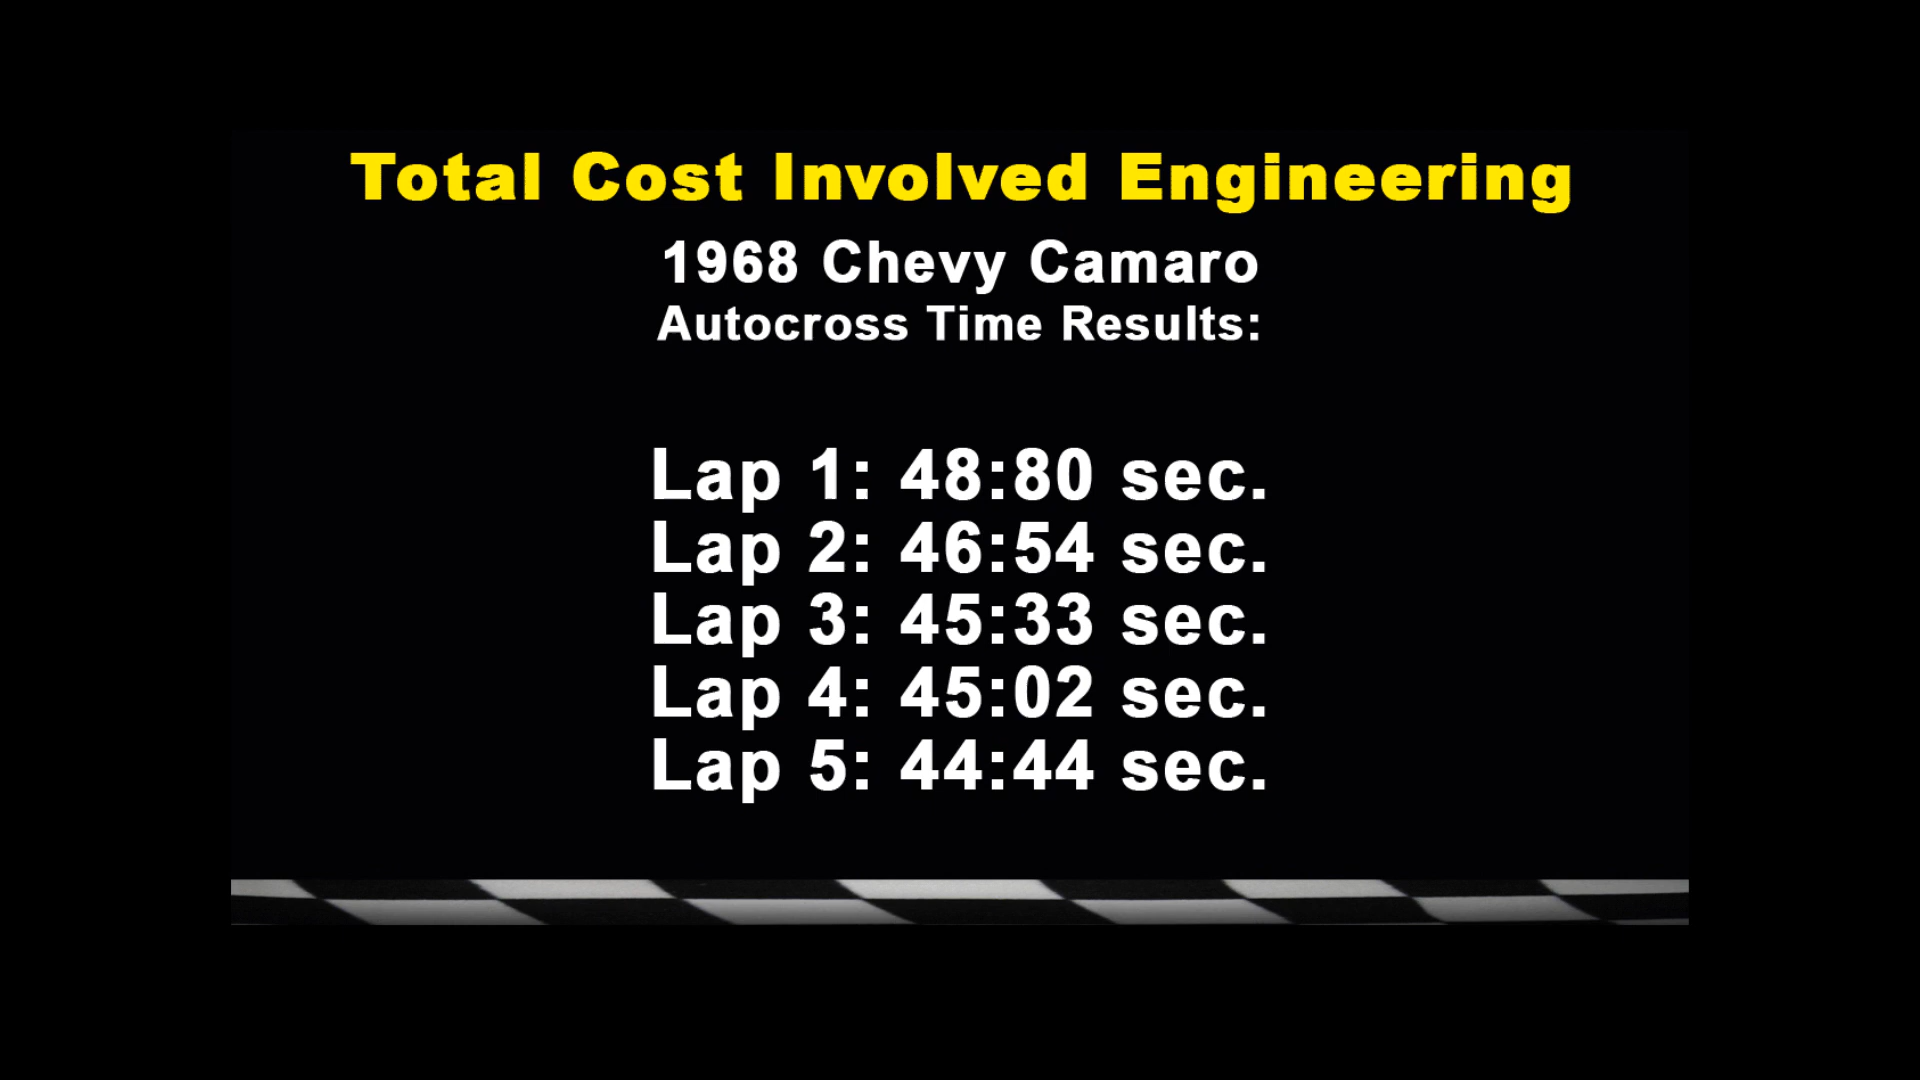 Total Cost Involved Engineering
1968 Chevy Camaro
Autocross Time Results:
Lap 1: 48:80 sec.
Lap 2: 46:54 sec.
Lap 3: 45:33 sec.
Lap 4: 45:02 sec.
Lap 5: 44:44 sec.